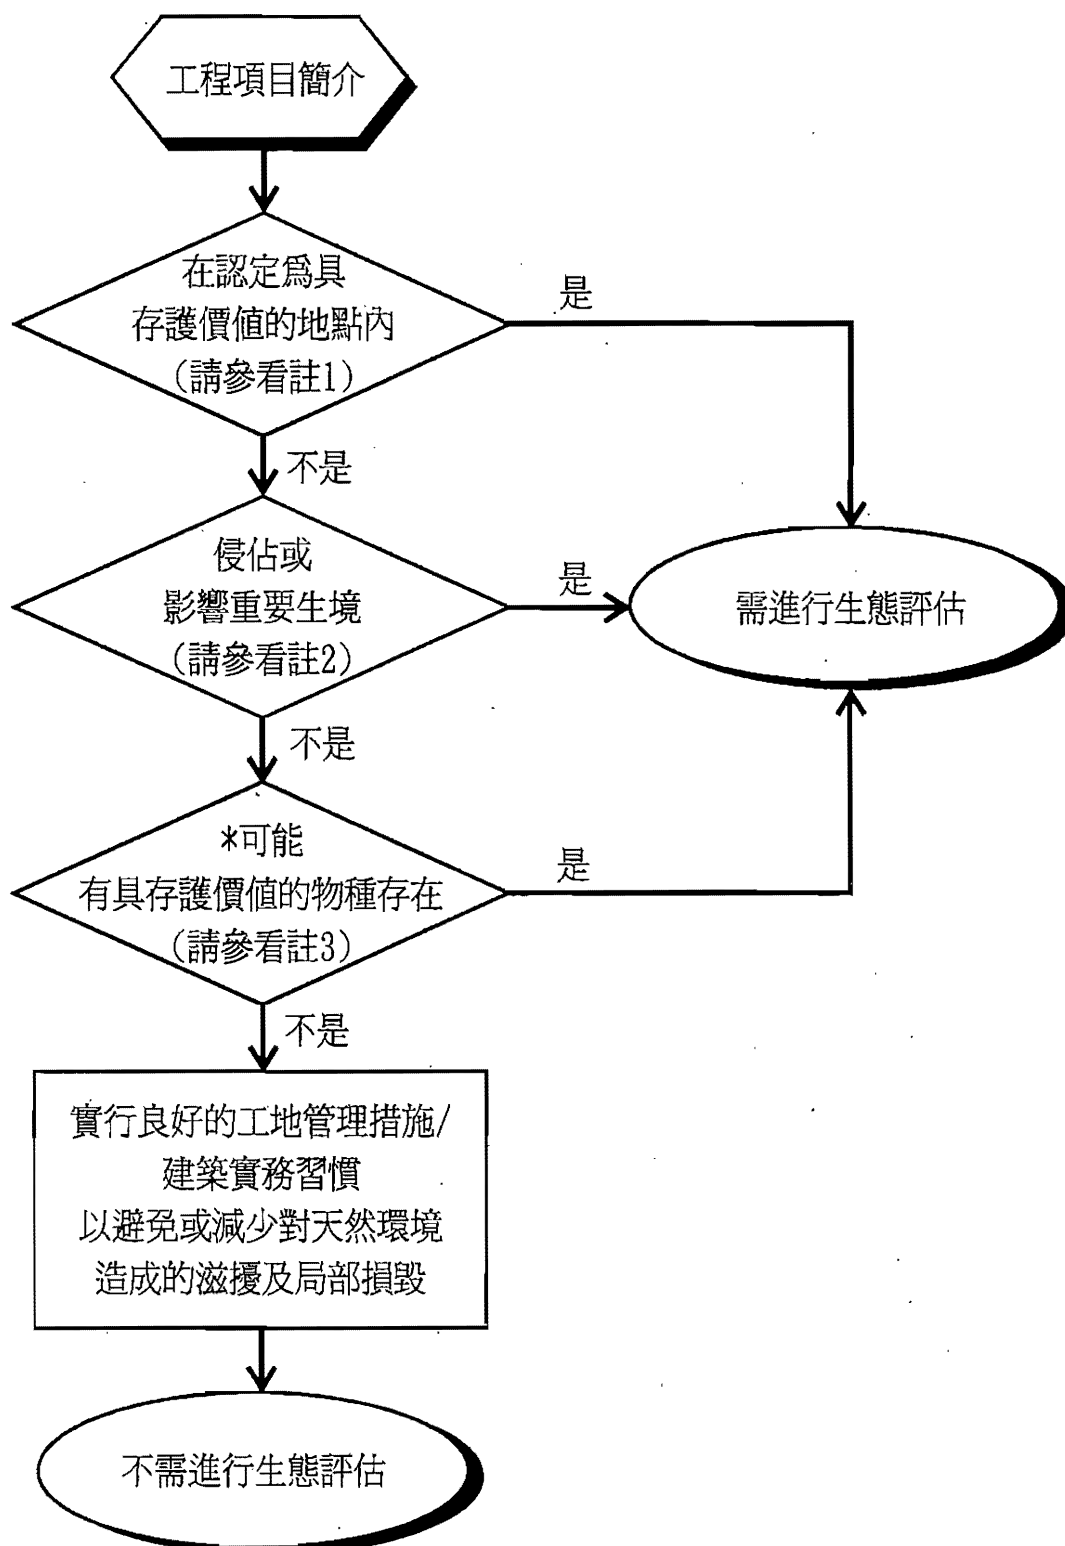 工程項目簡介
在認定爲具
存護價值的地點內
（請參看註1）
是
不是
侵佔或
影響重要生境
（請參看註2）
是
需進行生態評估
不是
*可能
有具存護價值的物種存在
（請參看註3）
是
不是
實行良好的工地管理措施/
建築實務習慣
以避免或減少對天然環境
造成的滋擾及局部損毀
不需進行生態評估